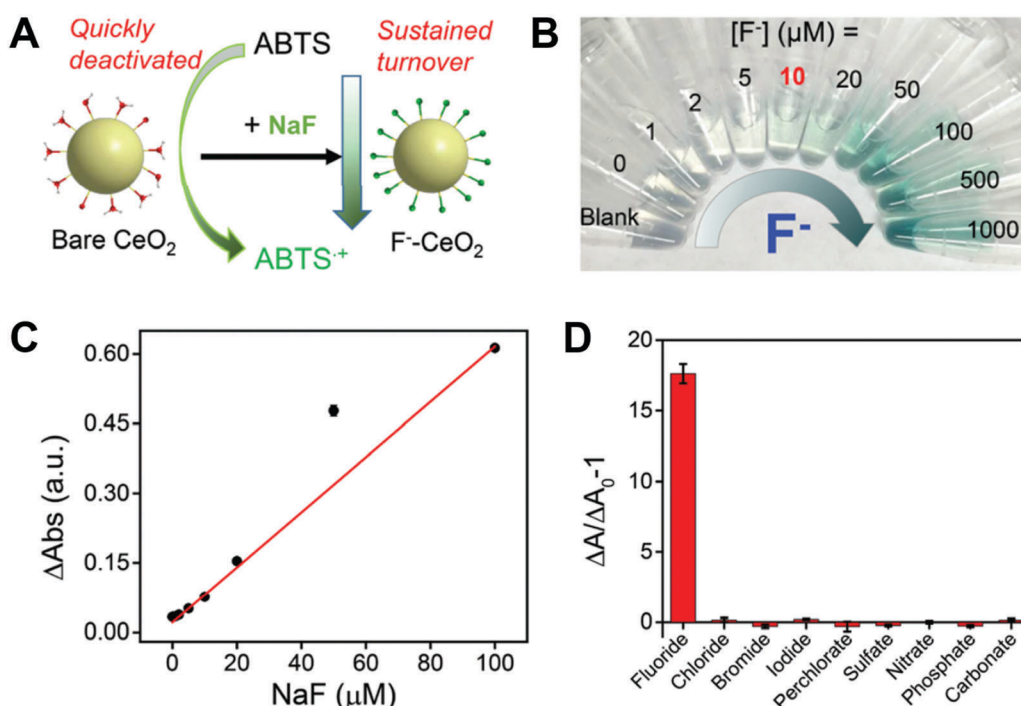 A
Quickly
deactivated
ABTS
Sustained
turnover
+ NaF
Bare CeO₂
ABTS·⁺
F⁻-CeO₂
B
[F⁻] (μM) =
Blank
0
1
2
5
10
20
50
100
500
1000
F⁻
C
ΔAbs (a.u.)
0.60
0.45
0.30
0.15
0.00
0
20
40
60
80
100
NaF (μM)
D
ΔA/ΔA₀-1
20
15
10
5
0
Fluoride
Chloride
Bromide
Iodide
Perchlorate
Sulfate
Nitrate
Phosphate
Carbonate